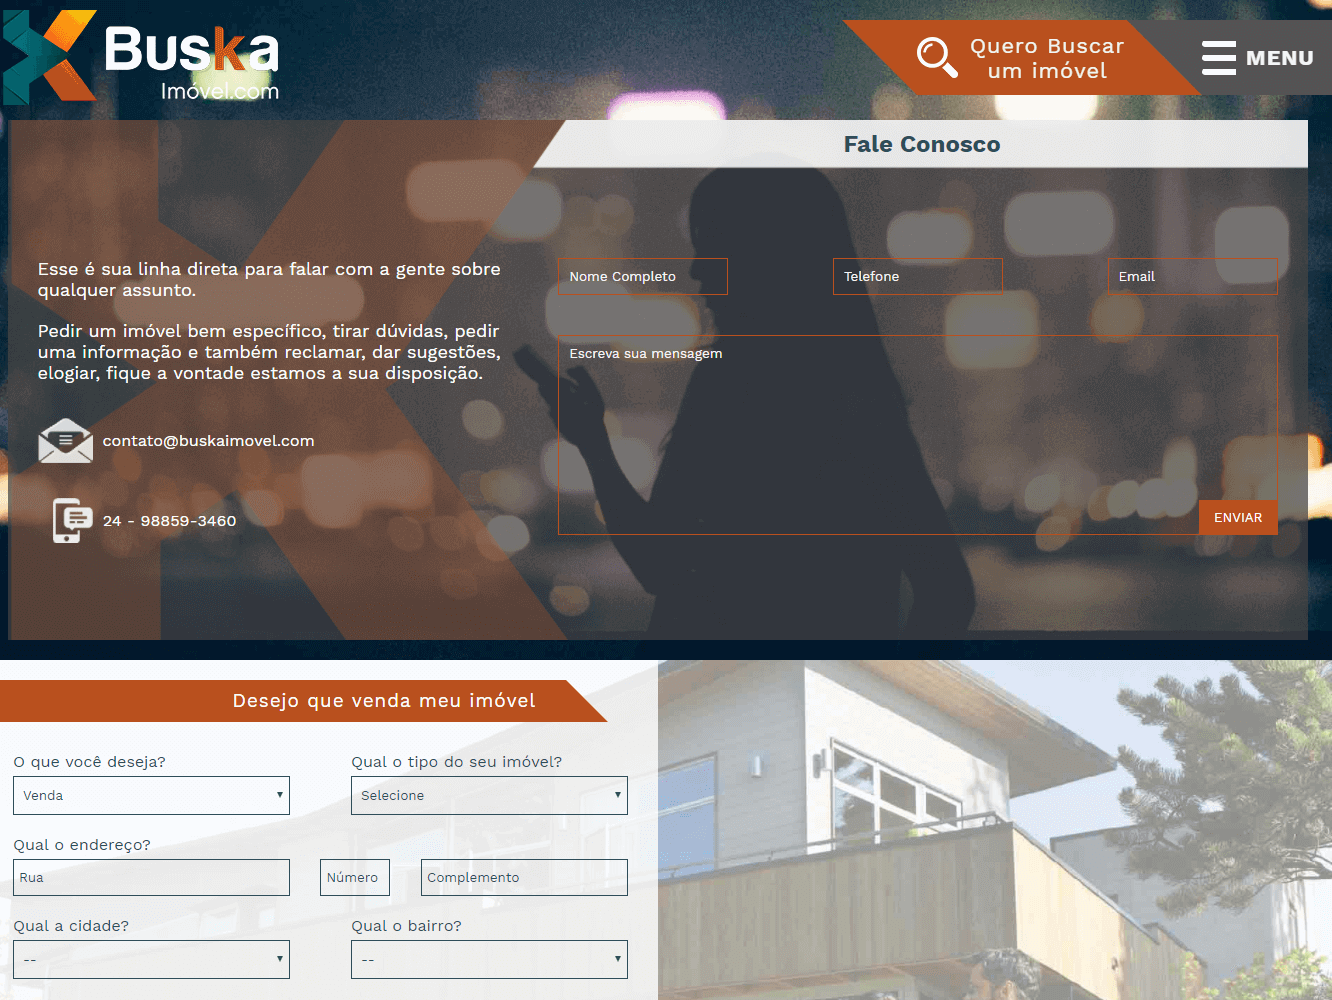 Buska
Imóvel.com
Quero Buscar
um imóvel
MENU
Fale Conosco
Esse é sua linha direta para falar com a gente sobre
qualquer assunto.
Pedir um imóvel bem específico, tirar dúvidas, pedir
uma informação e também reclamar, dar sugestões,
elogiar, fique a vontade estamos a sua disposição.
contato@buskaimovel.com
24 - 98859-3460
Nome Completo
Telefone
Email
Escreva sua mensagem
ENVIAR
Desejo que venda meu imóvel
O que você deseja?
Qual o tipo do seu imóvel?
Venda
Selecione
Qual o endereço?
Rua
Número
Complemento
Qual a cidade?
Qual o bairro?
--
--